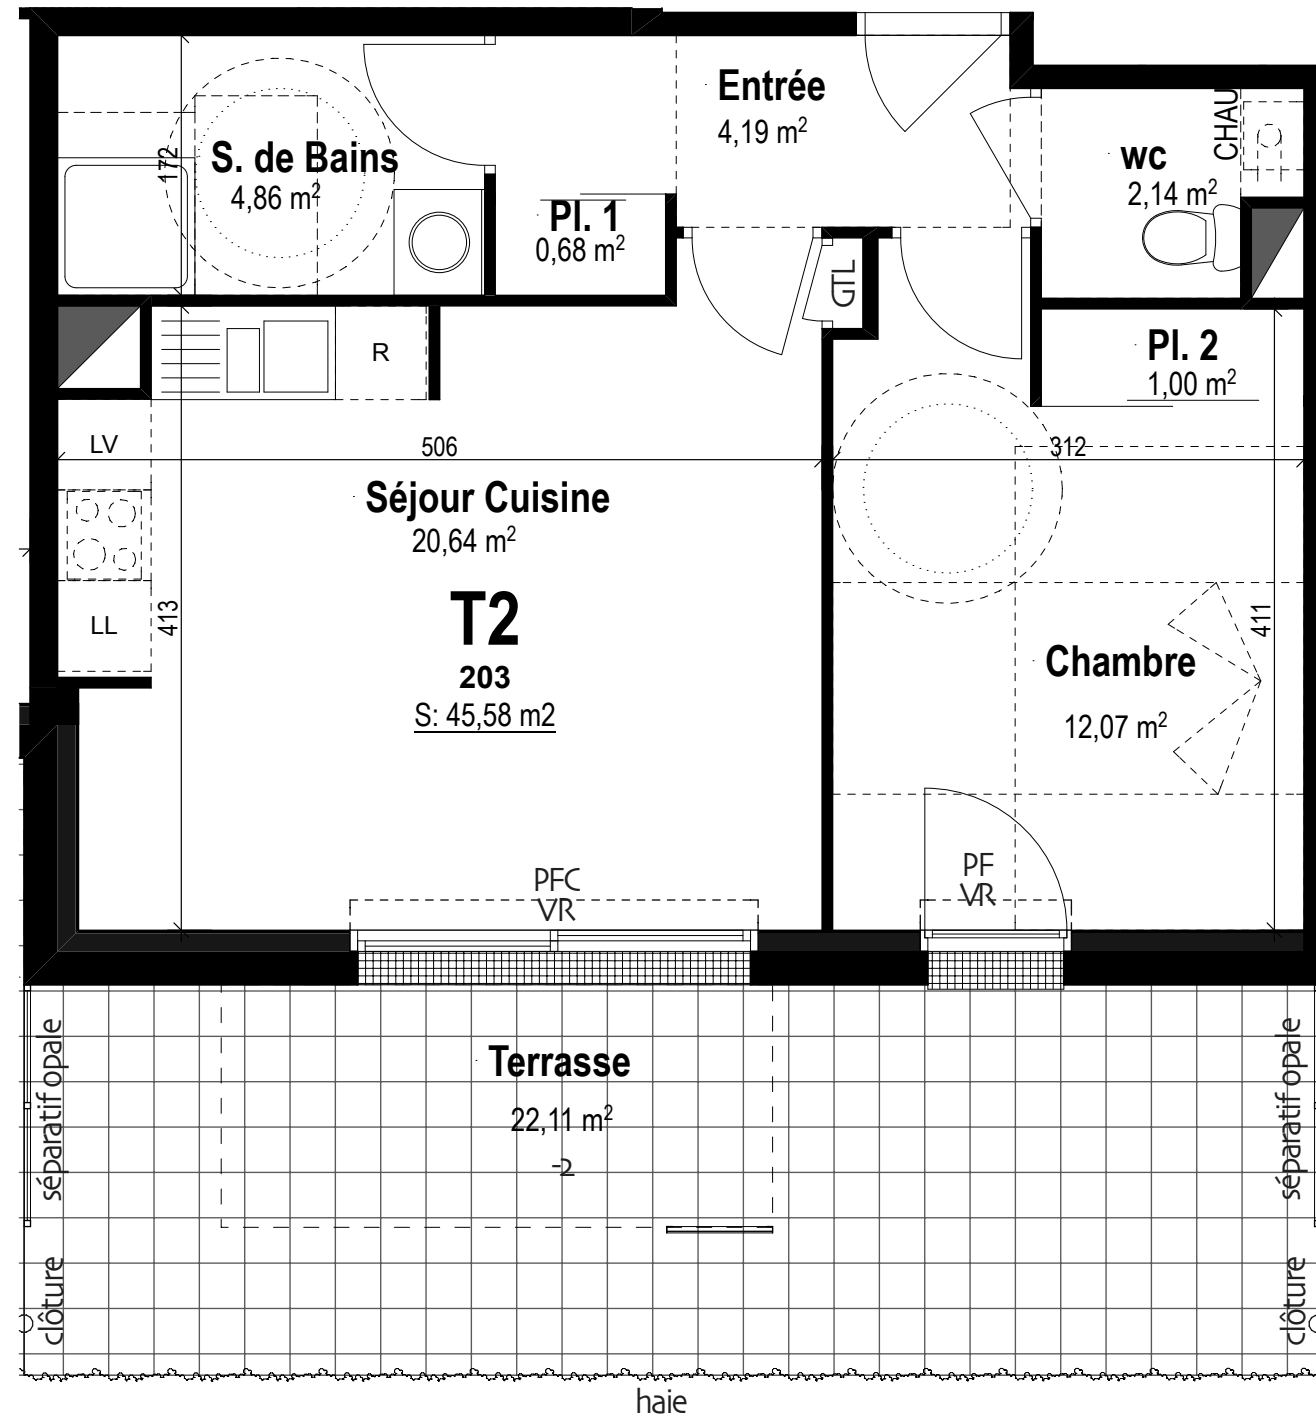 Entrée
4,19 m²
S. de Bains
4,86 m²
172
Pl. 1
0,68 m²
wc
2,14 m²
CHAU
GTL
Pl. 2
1,00 m²
R
LV
506
312
Séjour Cuisine
20,64 m²
T2
203
S: 45,58 m2
LL
413
411
Chambre
12,07 m²
PFC
VR
PF
VR
Terrasse
22,11 m²
-2
séparatif opale
séparatif opale
clôture
clôture
haie